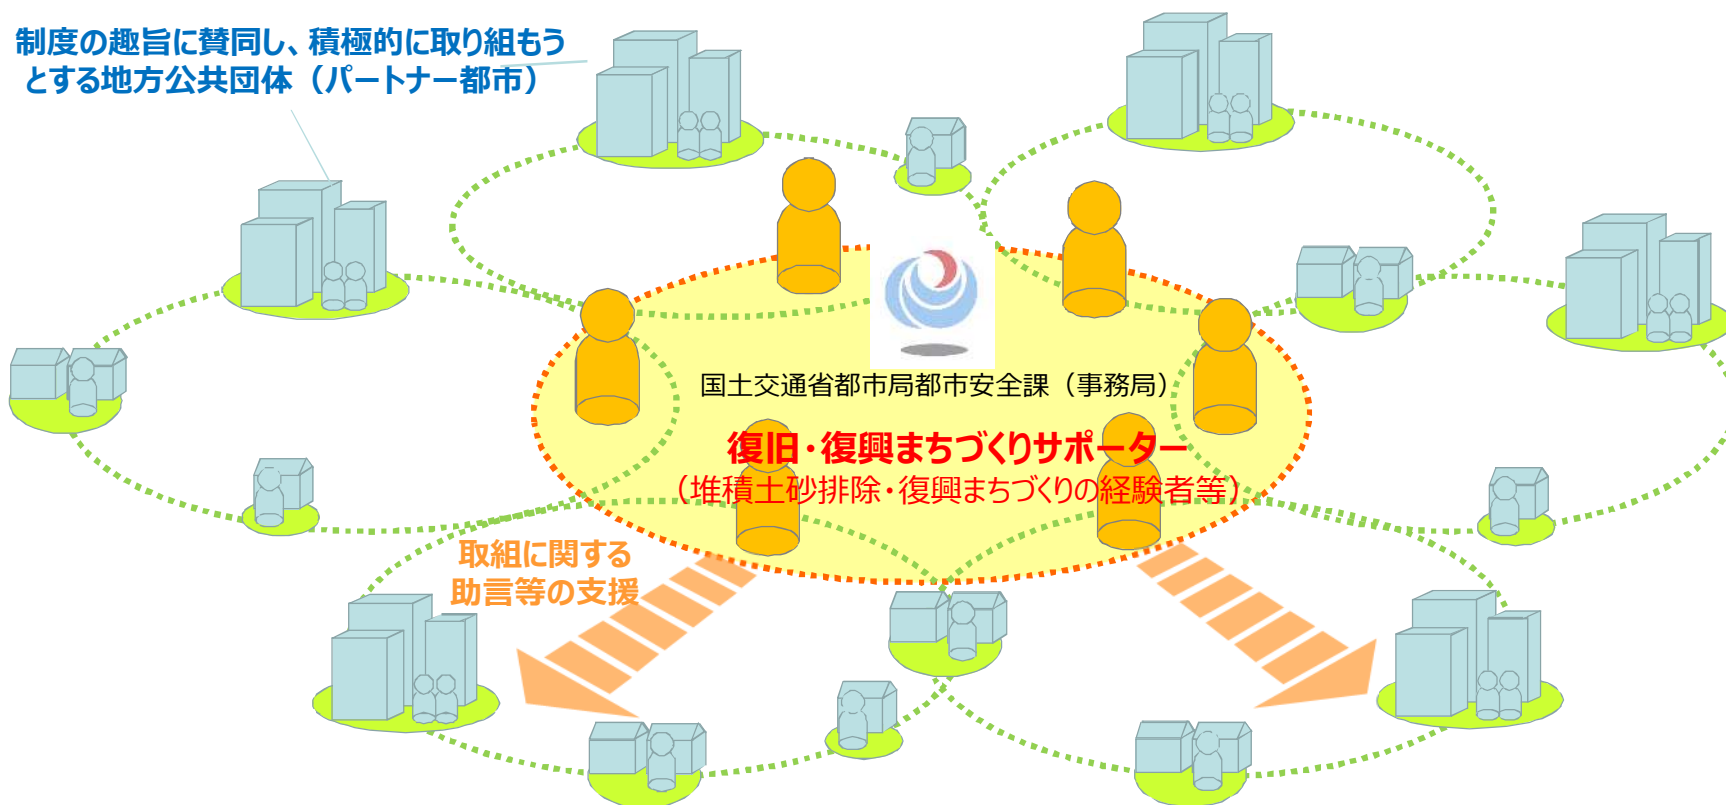 制度の趣旨に賛同し、積極的に取り組もう
とする地方公共団体（パートナー都市）
国土交通省都市局都市安全課（事務局）
復旧・復興まちづくりサポーター
（堆積土砂排除・復興まちづくりの経験者等）
取組に関する
助言等の支援